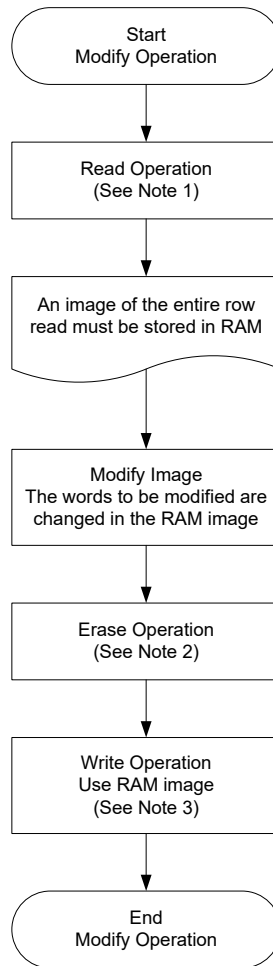 Start
Modify Operation
Read Operation
(See Note 1)
An image of the entire row
read must be stored in RAM
Modify Image
The words to be modified are
changed in the RAM image
Erase Operation
(See Note 2)
Write Operation
Use RAM image
(See Note 3)
End
Modify Operation